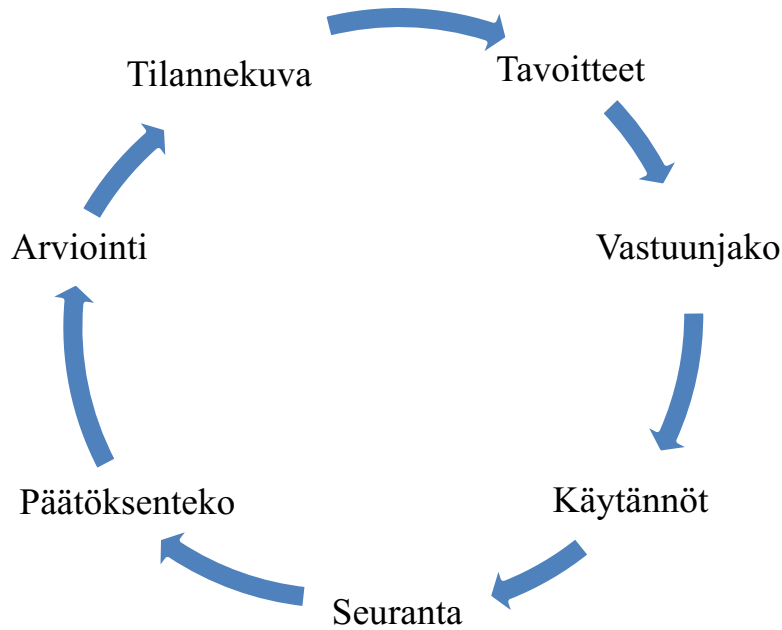 Tilannekuva
Tavoitteet
Vastuunjako
Käytännöt
Seuranta
Päätöksenteko
Arviointi